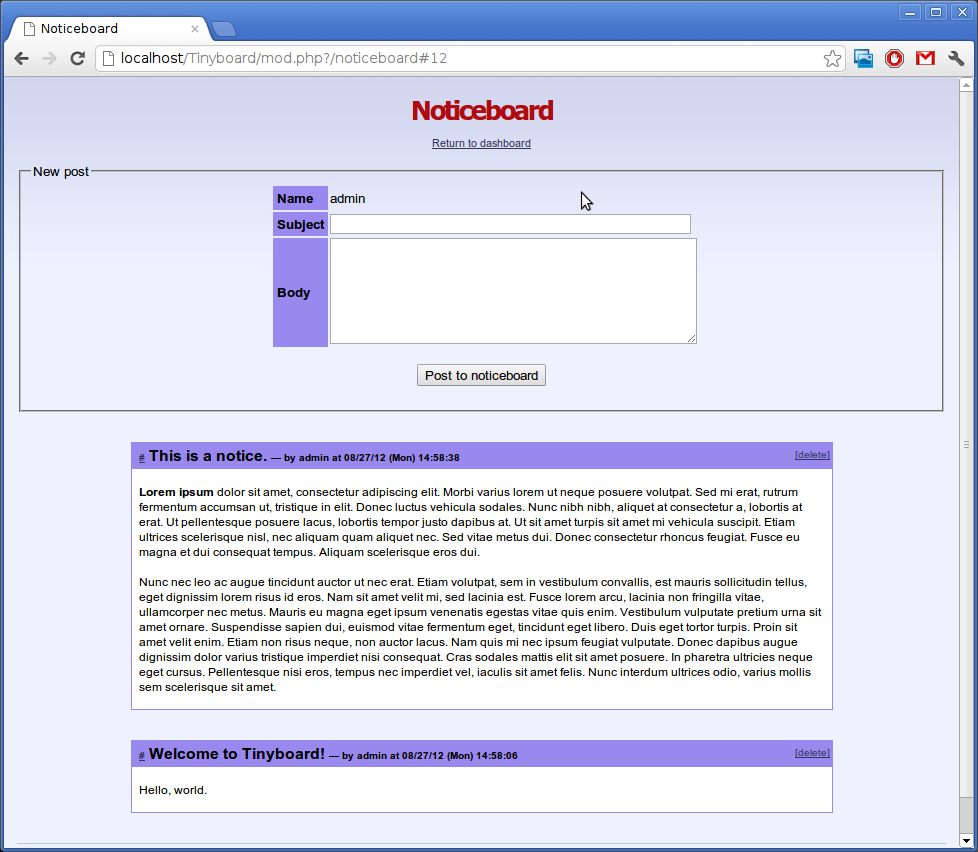 Noticeboard
localhost/Tinyboard/mod.php?/noticeboard#12
Noticeboard
Return to dashboard
New post
Name admin
Subject
Body
Post to noticeboard
# This is a notice. — by admin at 08/27/12 (Mon) 14:58:38 [delete]
Lorem ipsum dolor sit amet, consectetur adipiscing elit. Morbi varius lorem ut neque posuere volutpat. Sed mi erat, rutrum
fermentum accumsan ut, tristique in elit. Donec luctus vehicula sodales. Nunc nibh nibh, aliquet at consectetur a, lobortis at
erat. Ut pellentesque posuere lacus, lobortis tempor justo dapibus at. Ut sit amet turpis sit amet mi vehicula suscipit. Etiam
ultrices scelerisque nisl, nec aliquam quam aliquet nec. Sed vitae metus dui. Donec consectetur rhoncus feugiat. Fusce eu
magna et dui consequat tempus. Aliquam scelerisque eros dui.
Nunc nec leo ac augue tincidunt auctor ut nec erat. Etiam volutpat, sem in vestibulum convallis, est mauris sollicitudin tellus,
eget dignissim lorem risus id eros. Nam sit amet velit mi, sed lacinia est. Fusce lorem arcu, lacinia non fringilla vitae,
ullamcorper nec metus. Mauris eu magna eget ipsum venenatis egestas vitae quis enim. Vestibulum vulputate pretium urna sit
amet ornare. Suspendisse sapien dui, euismod vitae fermentum eget, tincidunt eget libero. Duis eget tortor turpis. Proin sit
amet velit enim. Etiam non risus neque, non auctor lacus. Nam quis mi nec ipsum feugiat vulputate. Donec dapibus augue
dignissim dolor varius tristique imperdiet nisi consequat. Cras sodales mattis elit sit amet posuere. In pharetra ultricies neque
eget cursus. Pellentesque nisi eros, tempus nec imperdiet vel, iaculis sit amet felis. Nunc interdum ultrices odio, varius mollis
sem scelerisque sit amet.
# Welcome to Tinyboard! — by admin at 08/27/12 (Mon) 14:58:06 [delete]
Hello, world.